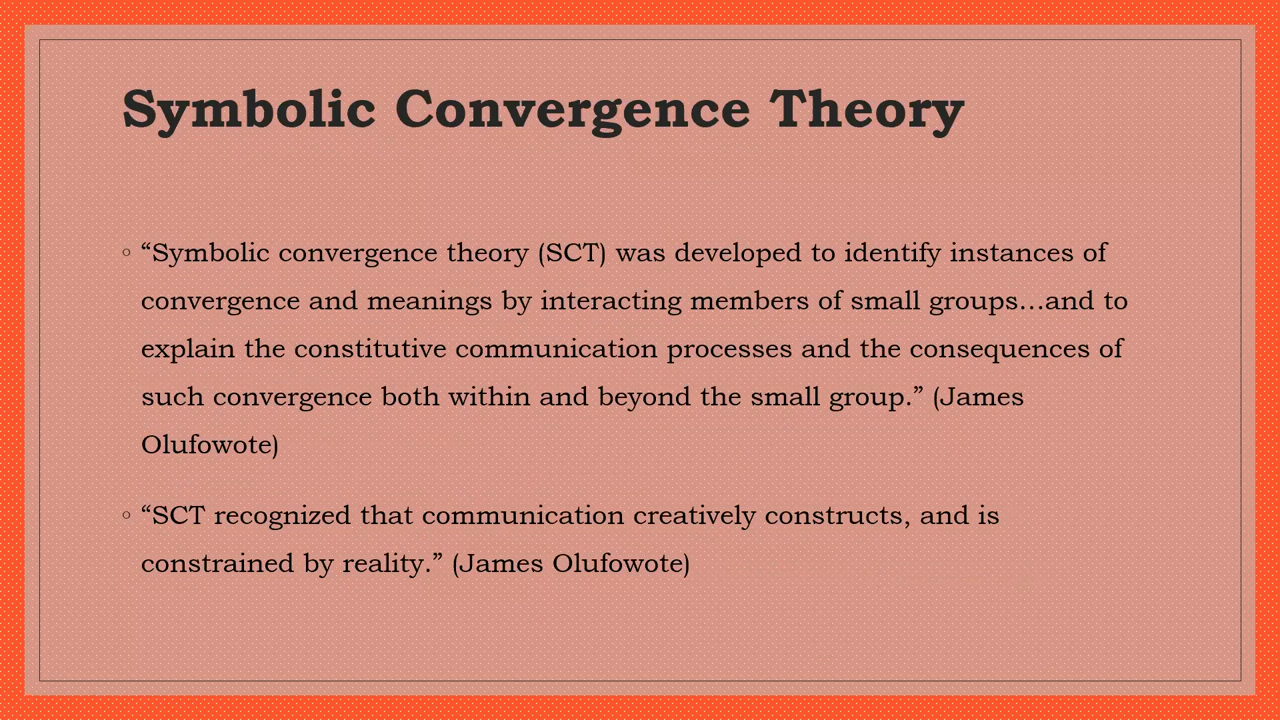 Symbolic Convergence Theory
◦ “Symbolic convergence theory (SCT) was developed to identify instances of
convergence and meanings by interacting members of small groups…and to
explain the constitutive communication processes and the consequences of
such convergence both within and beyond the small group.” (James
Olufowote)
◦ “SCT recognized that communication creatively constructs, and is
constrained by reality.” (James Olufowote)